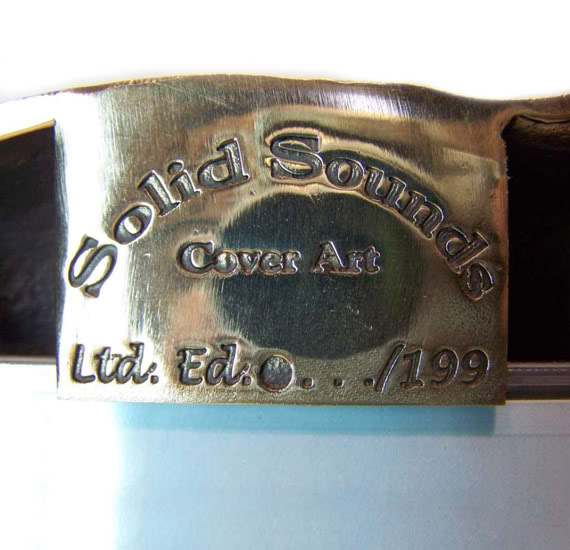 Solid Sounds
Cover Art
Ltd. Ed. . . ./199